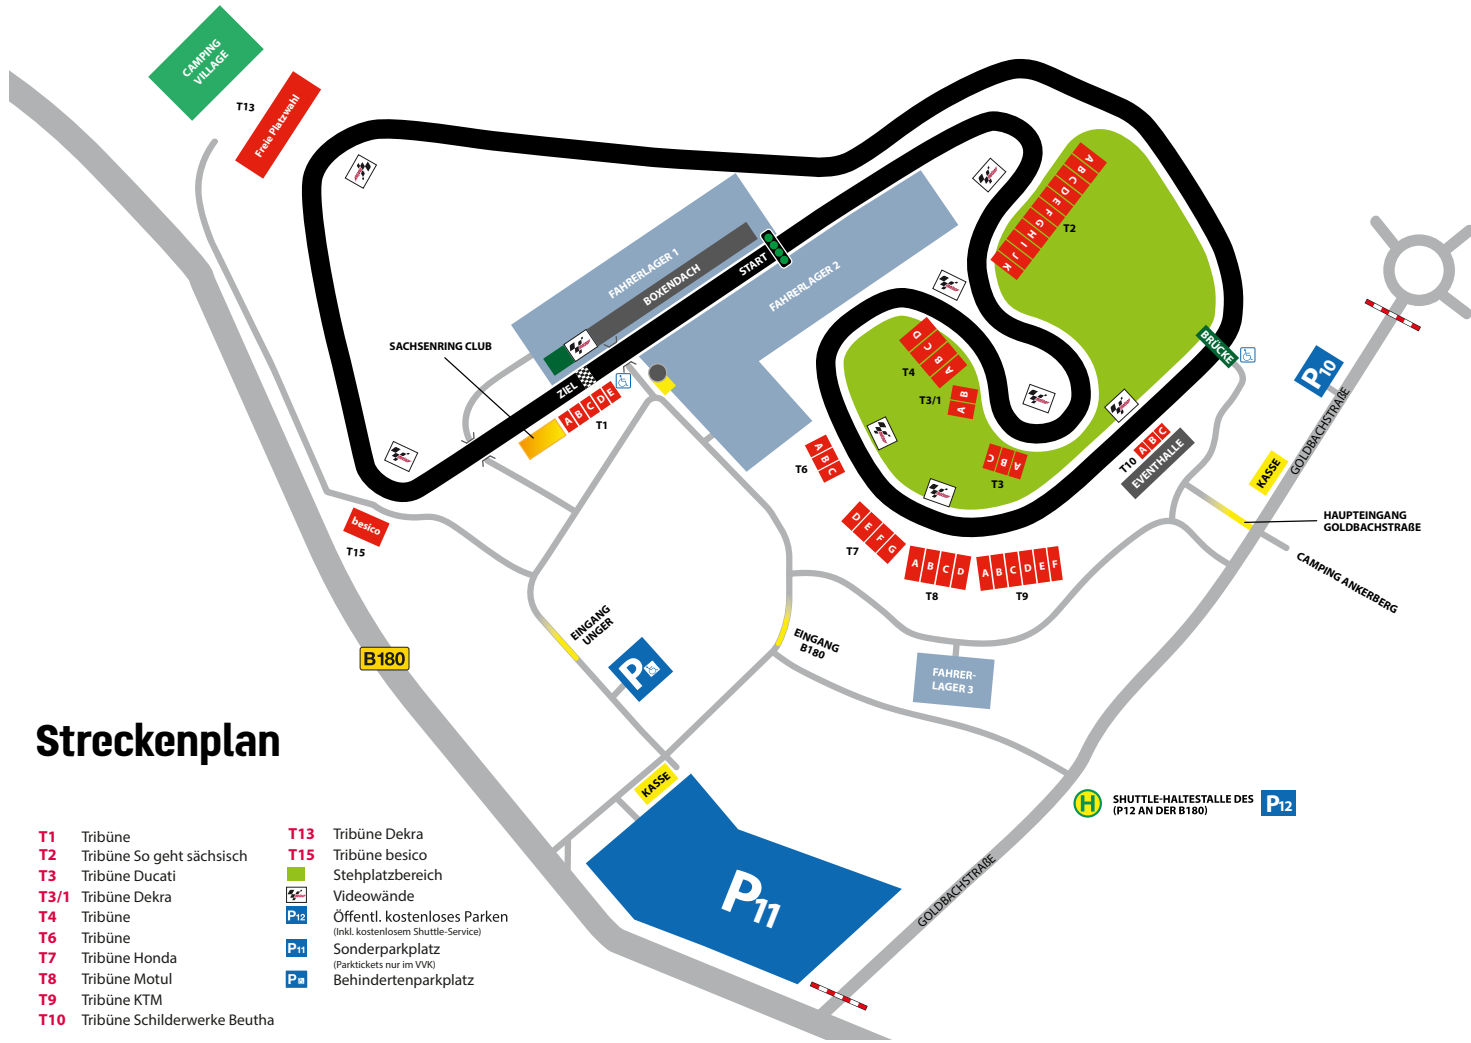 CAMPING
VILLAGE
T13
Freie Platzwahl
FAHRERLAGER 1
BOXENDACH
START
FAHRERLAGER 2
SACHSENRING CLUB
ZIEL
A B C D E
T1
A B C D E F G H I J K
T2
D C B A
T4
T3/1
B A
A B C
T6
C B A
T3
BRÜCKE
T10
A B C
EVENTHALLE
P10
GOLDBACHSTRAßE
KASSE
HAUPTEINGANG
GOLDBACHSTRAßE
CAMPING ANKERBERG
besico
T15
D E F G
T7
A B C D
T8
A B C D E F
T9
EINGANG
UNGER
P
EINGANG
B180
FAHRER-
LAGER 3
B180
KASSE
P11
GOLDBACHSTRAßE
H
SHUTTLE-HALTESTALLE DES
(P12 AN DER B180)
P12
Streckenplan
T1 Tribüne
T2 Tribüne So geht sächsisch
T3 Tribüne Ducati
T3/1 Tribüne Dekra
T4 Tribüne
T6 Tribüne
T7 Tribüne Honda
T8 Tribüne Motul
T9 Tribüne KTM
T10 Tribüne Schilderwerke Beutha
T13 Tribüne Dekra
T15 Tribüne besico
Stehplatzbereich
Videowände
P12 Öffentl. kostenloses Parken
(Inkl. kostenlosem Shuttle-Service)
P11 Sonderparkplatz
(Parktickets nur im VVK)
P Behindertenparkplatz